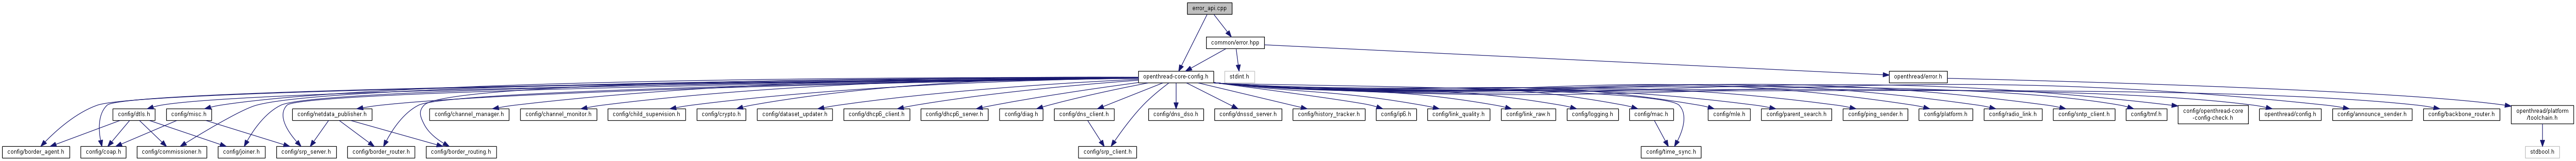 error_api.cpp
common/error.hpp
openthread-core-config.h
stdint.h
openthread/error.h
config/dtls.h
config/misc.h
config/netdata_publisher.h
config/channel_manager.h
config/channel_monitor.h
config/child_supervision.h
config/crypto.h
config/dataset_updater.h
config/dhcp6_client.h
config/dhcp6_server.h
config/diag.h
config/dns_client.h
config/dns_dso.h
config/dnssd_server.h
config/history_tracker.h
config/ip6.h
config/link_quality.h
config/link_raw.h
config/logging.h
config/mac.h
config/mle.h
config/parent_search.h
config/ping_sender.h
config/platform.h
config/radio_link.h
config/sntp_client.h
config/tmf.h
config/openthread-core
-config-check.h
openthread/config.h
config/announce_sender.h
config/backbone_router.h
openthread/platform
/toolchain.h
config/border_agent.h
config/coap.h
config/commissioner.h
config/joiner.h
config/srp_server.h
config/border_router.h
config/border_routing.h
config/srp_client.h
config/time_sync.h
stdbool.h